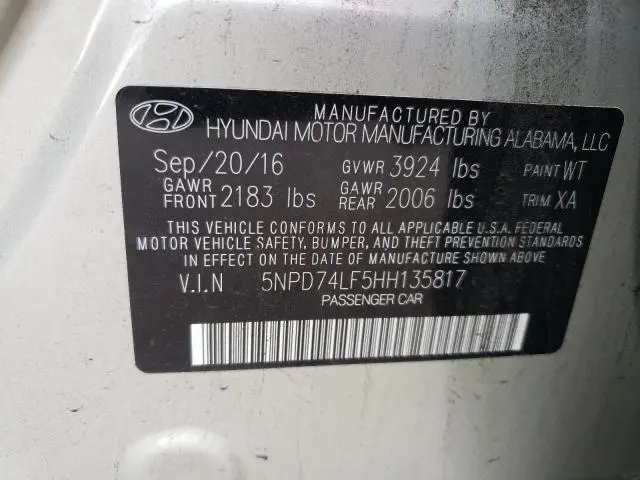 MANUFACTURED BY
HYUNDAI MOTOR MANUFACTURING ALABAMA, LLC
Sep/20/16 GVWR 3924 lbs PAINT WT
GAWR FRONT 2183 lbs GAWR REAR 2006 lbs TRIM XA
THIS VEHICLE CONFORMS TO ALL APPLICABLE U.S.A. FEDERAL
MOTOR VEHICLE SAFETY, BUMPER, AND THEFT PREVENTION STANDARDS
IN EFFECT ON THE DATE OF MANUFACTURE SHOWN ABOVE
V.I.N 5NPD74LF5HH135817
PASSENGER CAR